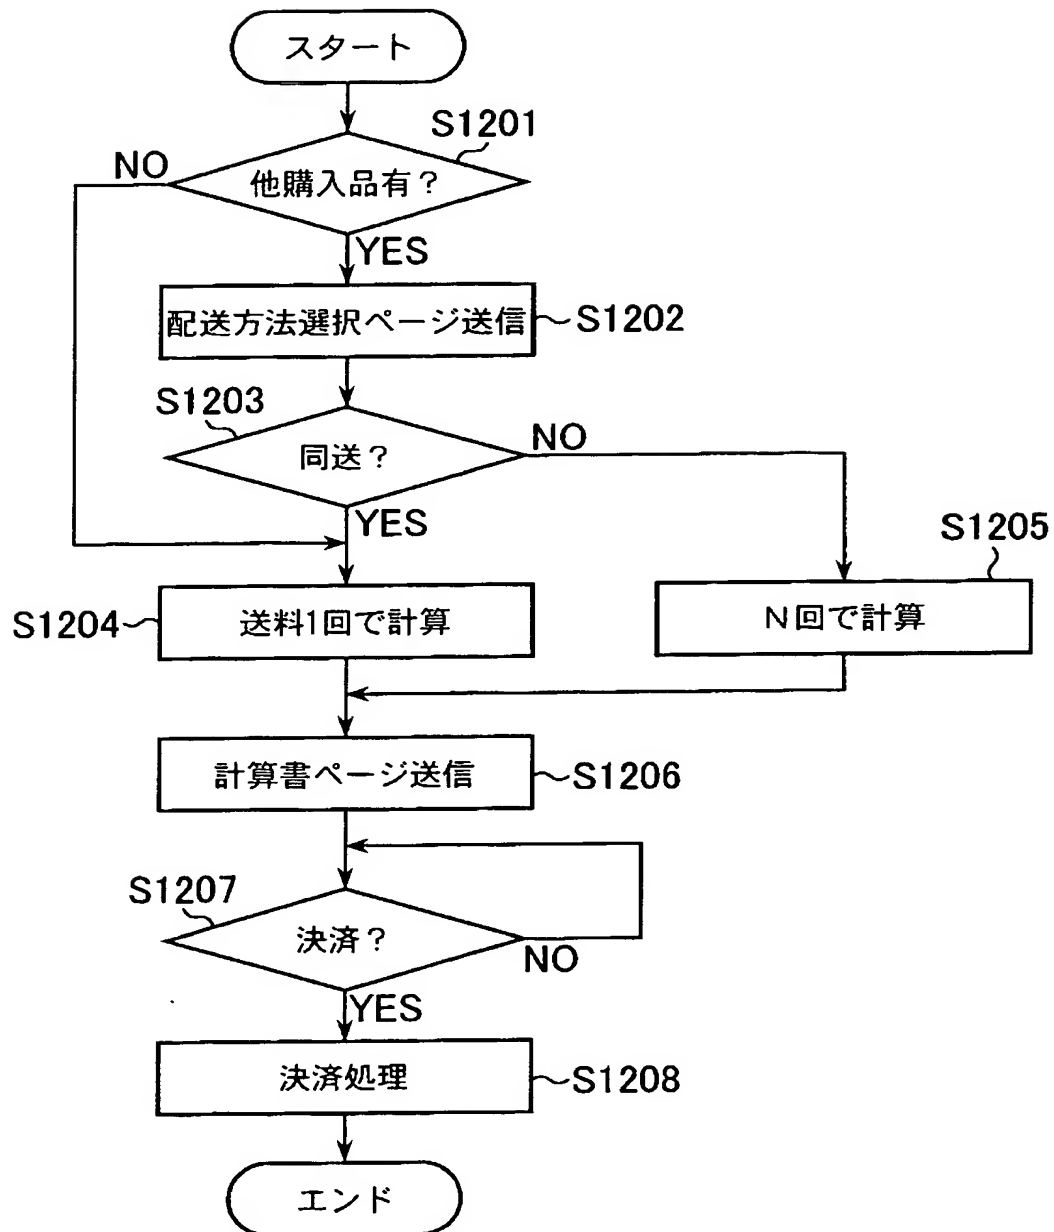 スタート
S1201
NO
他購入品有？
YES
配送方法選択ページ送信
S1202
S1203
同送？
NO
YES
S1205
S1204
送料1回で計算
N回で計算
計算書ページ送信
S1206
S1207
決済？
NO
YES
決済処理
S1208
エンド